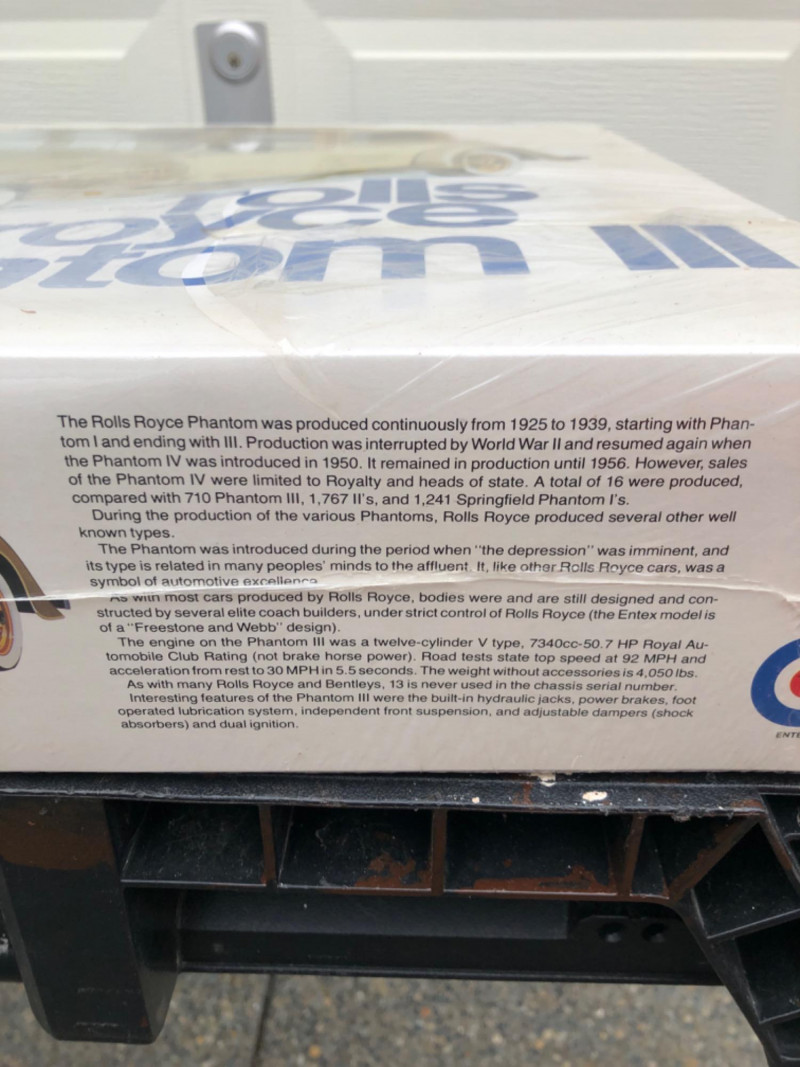 rolls
royce
tom III
The Rolls Royce Phantom was produced continuously from 1925 to 1939, starting with Phan-
tom I and ending with III. Production was interrupted by World War II and resumed again when
the Phantom IV was introduced in 1950. It remained in production until 1956. However, sales
of the Phantom IV were limited to Royalty and heads of state. A total of 16 were produced,
compared with 710 Phantom III, 1,767 II's, and 1,241 Springfield Phantom I's.
During the production of the various Phantoms, Rolls Royce produced several other well
known types.
The Phantom was introduced during the period when "the depression" was imminent, and
its type is related in many peoples' minds to the affluent. It, like other Rolls Royce cars, was a
symbol of automotive excellence
As with most cars produced by Rolls Royce, bodies were and are still designed and con-
structed by several elite coach builders, under strict control of Rolls Royce (the Entex model is
of a "Freestone and Webb" design).
The engine on the Phantom III was a twelve-cylinder V type, 7340cc-50.7 HP Royal Au-
tomobile Club Rating (not brake horse power). Road tests state top speed at 92 MPH and
acceleration from rest to 30 MPH in 5.5 seconds. The weight without accessories is 4,050 lbs.
As with many Rolls Royce and Bentleys, 13 is never used in the chassis serial number.
Interesting features of the Phantom III were the built-in hydraulic jacks, power brakes, foot
operated lubrication system, independent front suspension, and adjustable dampers (shock
absorbers) and dual ignition.
ENTE